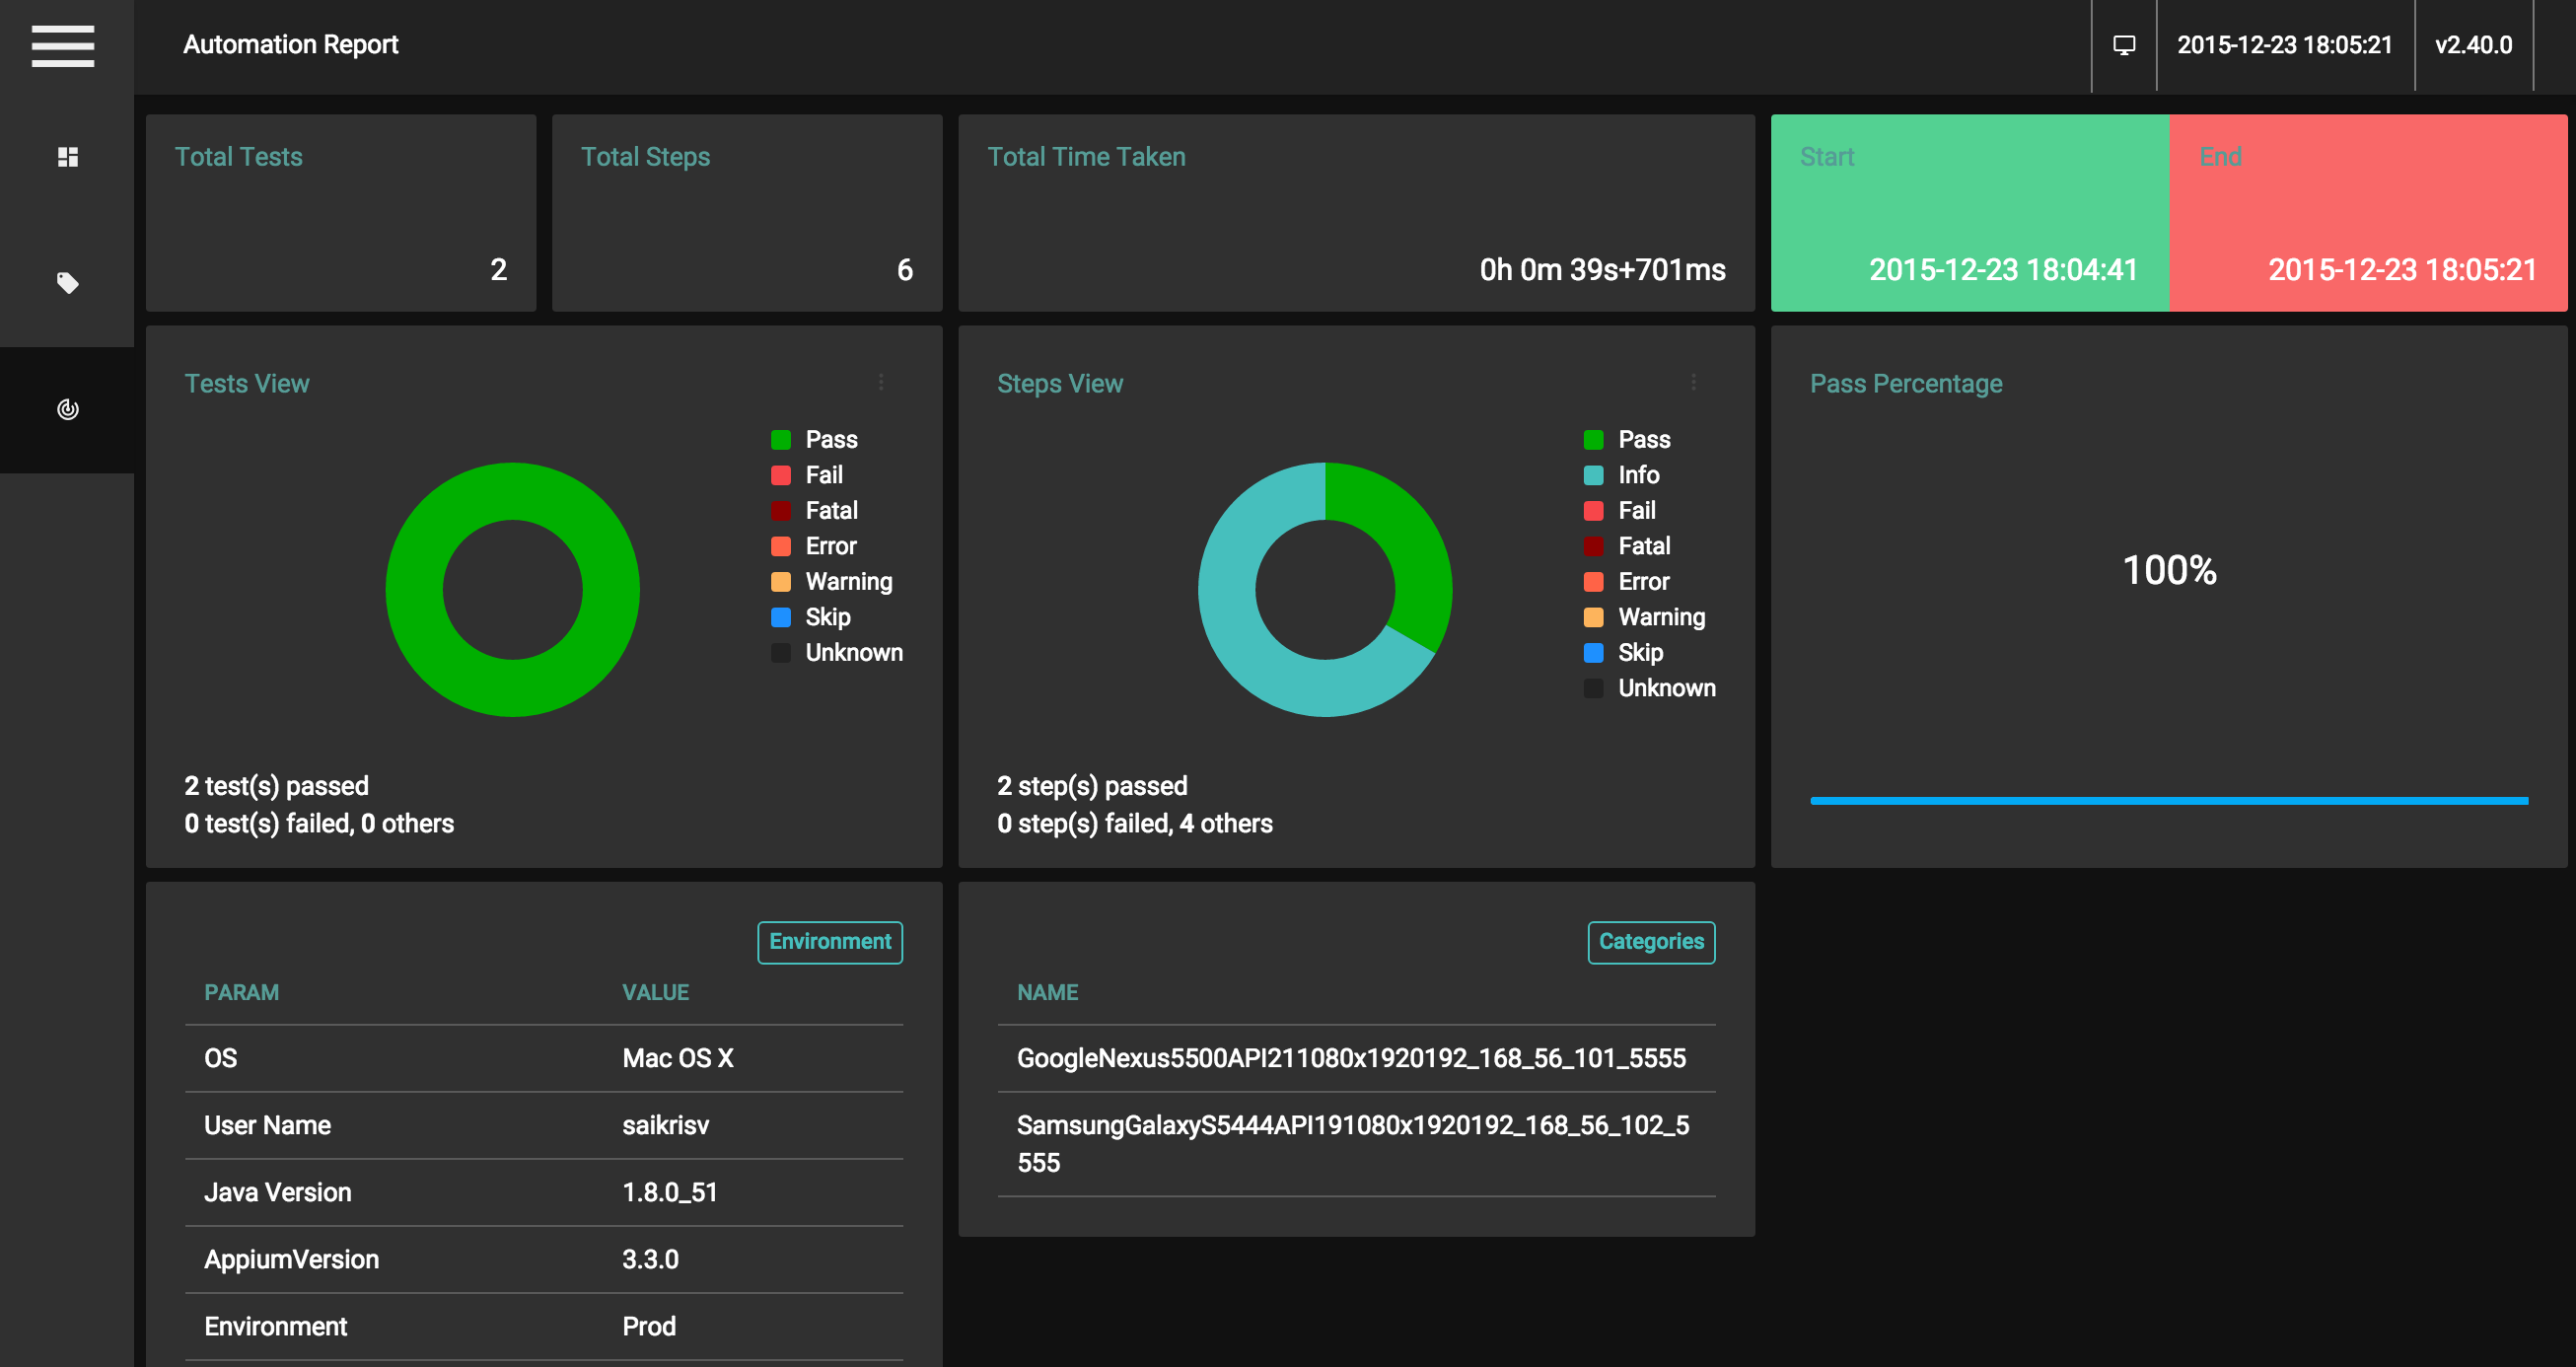 Automation Report
2015-12-23 18:05:21
v2.40.0
Total Tests
2
Total Steps
6
Total Time Taken
0h 0m 39s+701ms
Start
2015-12-23 18:04:41
End
2015-12-23 18:05:21
Tests View
Pass
Fail
Fatal
Error
Warning
Skip
Unknown
2 test(s) passed
0 test(s) failed, 0 others
Steps View
Pass
Info
Fail
Fatal
Error
Warning
Skip
Unknown
2 step(s) passed
0 step(s) failed, 4 others
Pass Percentage
100%
Environment
PARAM VALUE
OS Mac OS X
User Name saikrisv
Java Version 1.8.0_51
AppiumVersion 3.3.0
Environment Prod
Categories
NAME
GoogleNexus5500API211080x1920192_168_56_101_5555
SamsungGalaxyS5444API191080x1920192_168_56_102_5
555